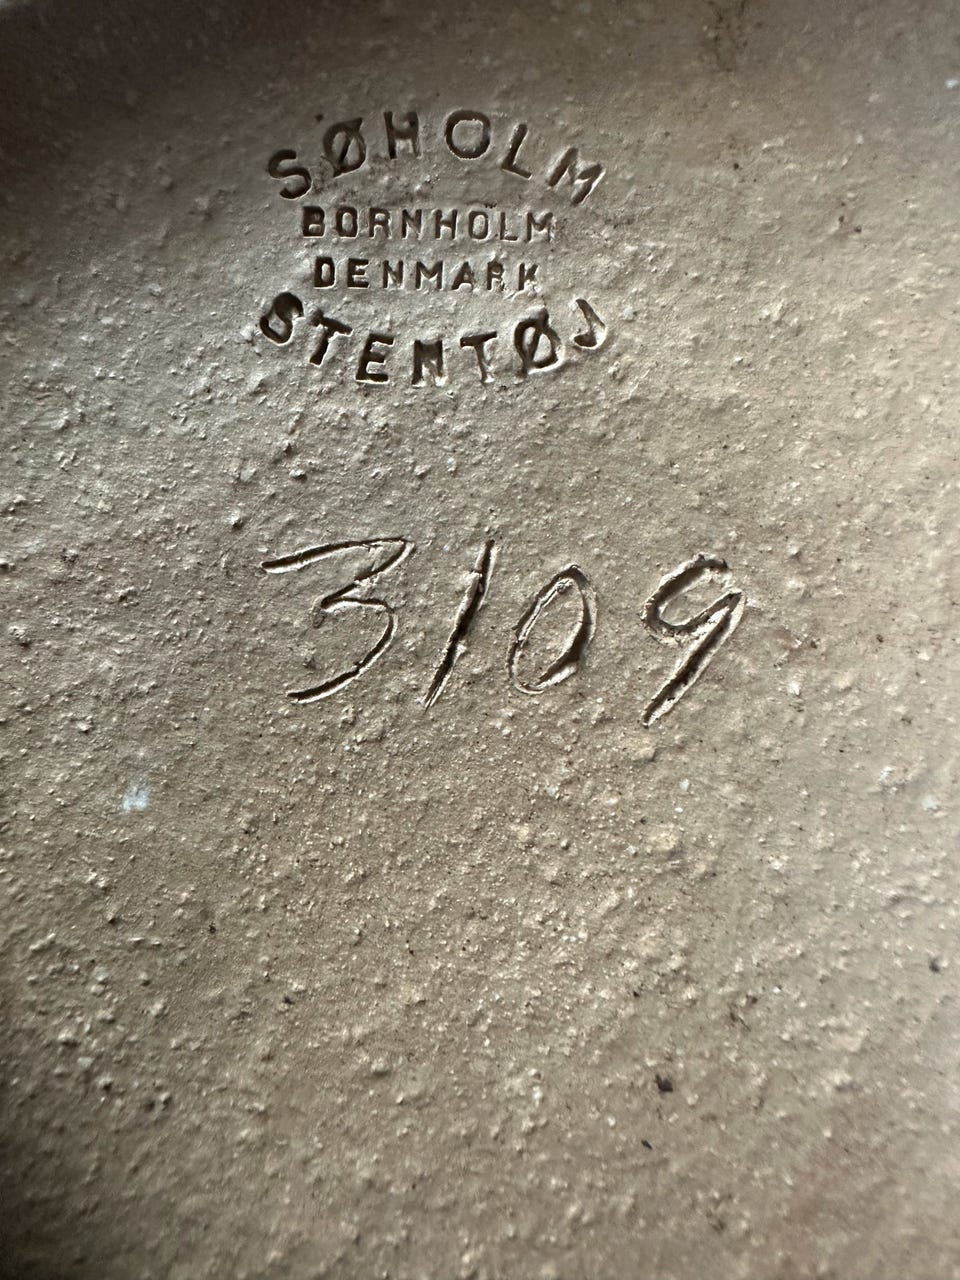 SØHOLM
BORNHOLM
DENMARK
STENTØJ
3109